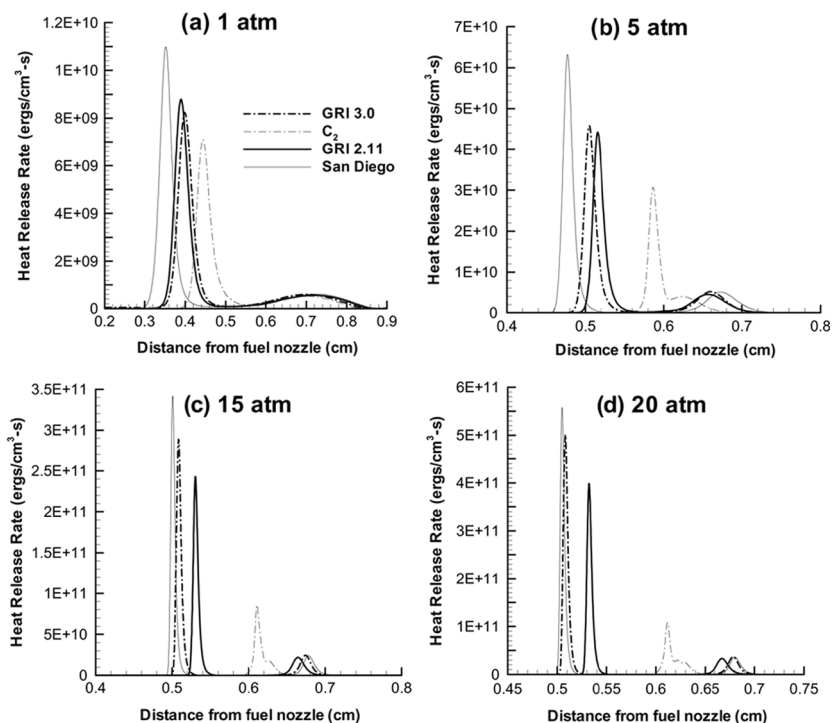 (a) 1 atm
Heat Release Rate (ergs/cm³-s)
1.2E+10
1E+10
8E+09
6E+09
4E+09
2E+09
0
GRI 3.0
C₂
GRI 2.11
San Diego
0.2 0.3 0.4 0.5 0.6 0.7 0.8 0.9
Distance from fuel nozzle (cm)
(b) 5 atm
Heat Release Rate (ergs/cm³-s)
7E+10
6E+10
5E+10
4E+10
3E+10
2E+10
1E+10
0
0.4 0.5 0.6 0.7 0.8
Distance from fuel nozzle (cm)
(c) 15 atm
Heat Release Rate (ergs/cm³-s)
3.5E+11
3E+11
2.5E+11
2E+11
1.5E+11
1E+11
5E+10
0
0.4 0.5 0.6 0.7 0.8
Distance from fuel nozzle (cm)
(d) 20 atm
Heat Release Rate (ergs/cm³-s)
6E+11
5E+11
4E+11
3E+11
2E+11
1E+11
0
0.45 0.5 0.55 0.6 0.65 0.7 0.75
Distance from fuel nozzle (cm)